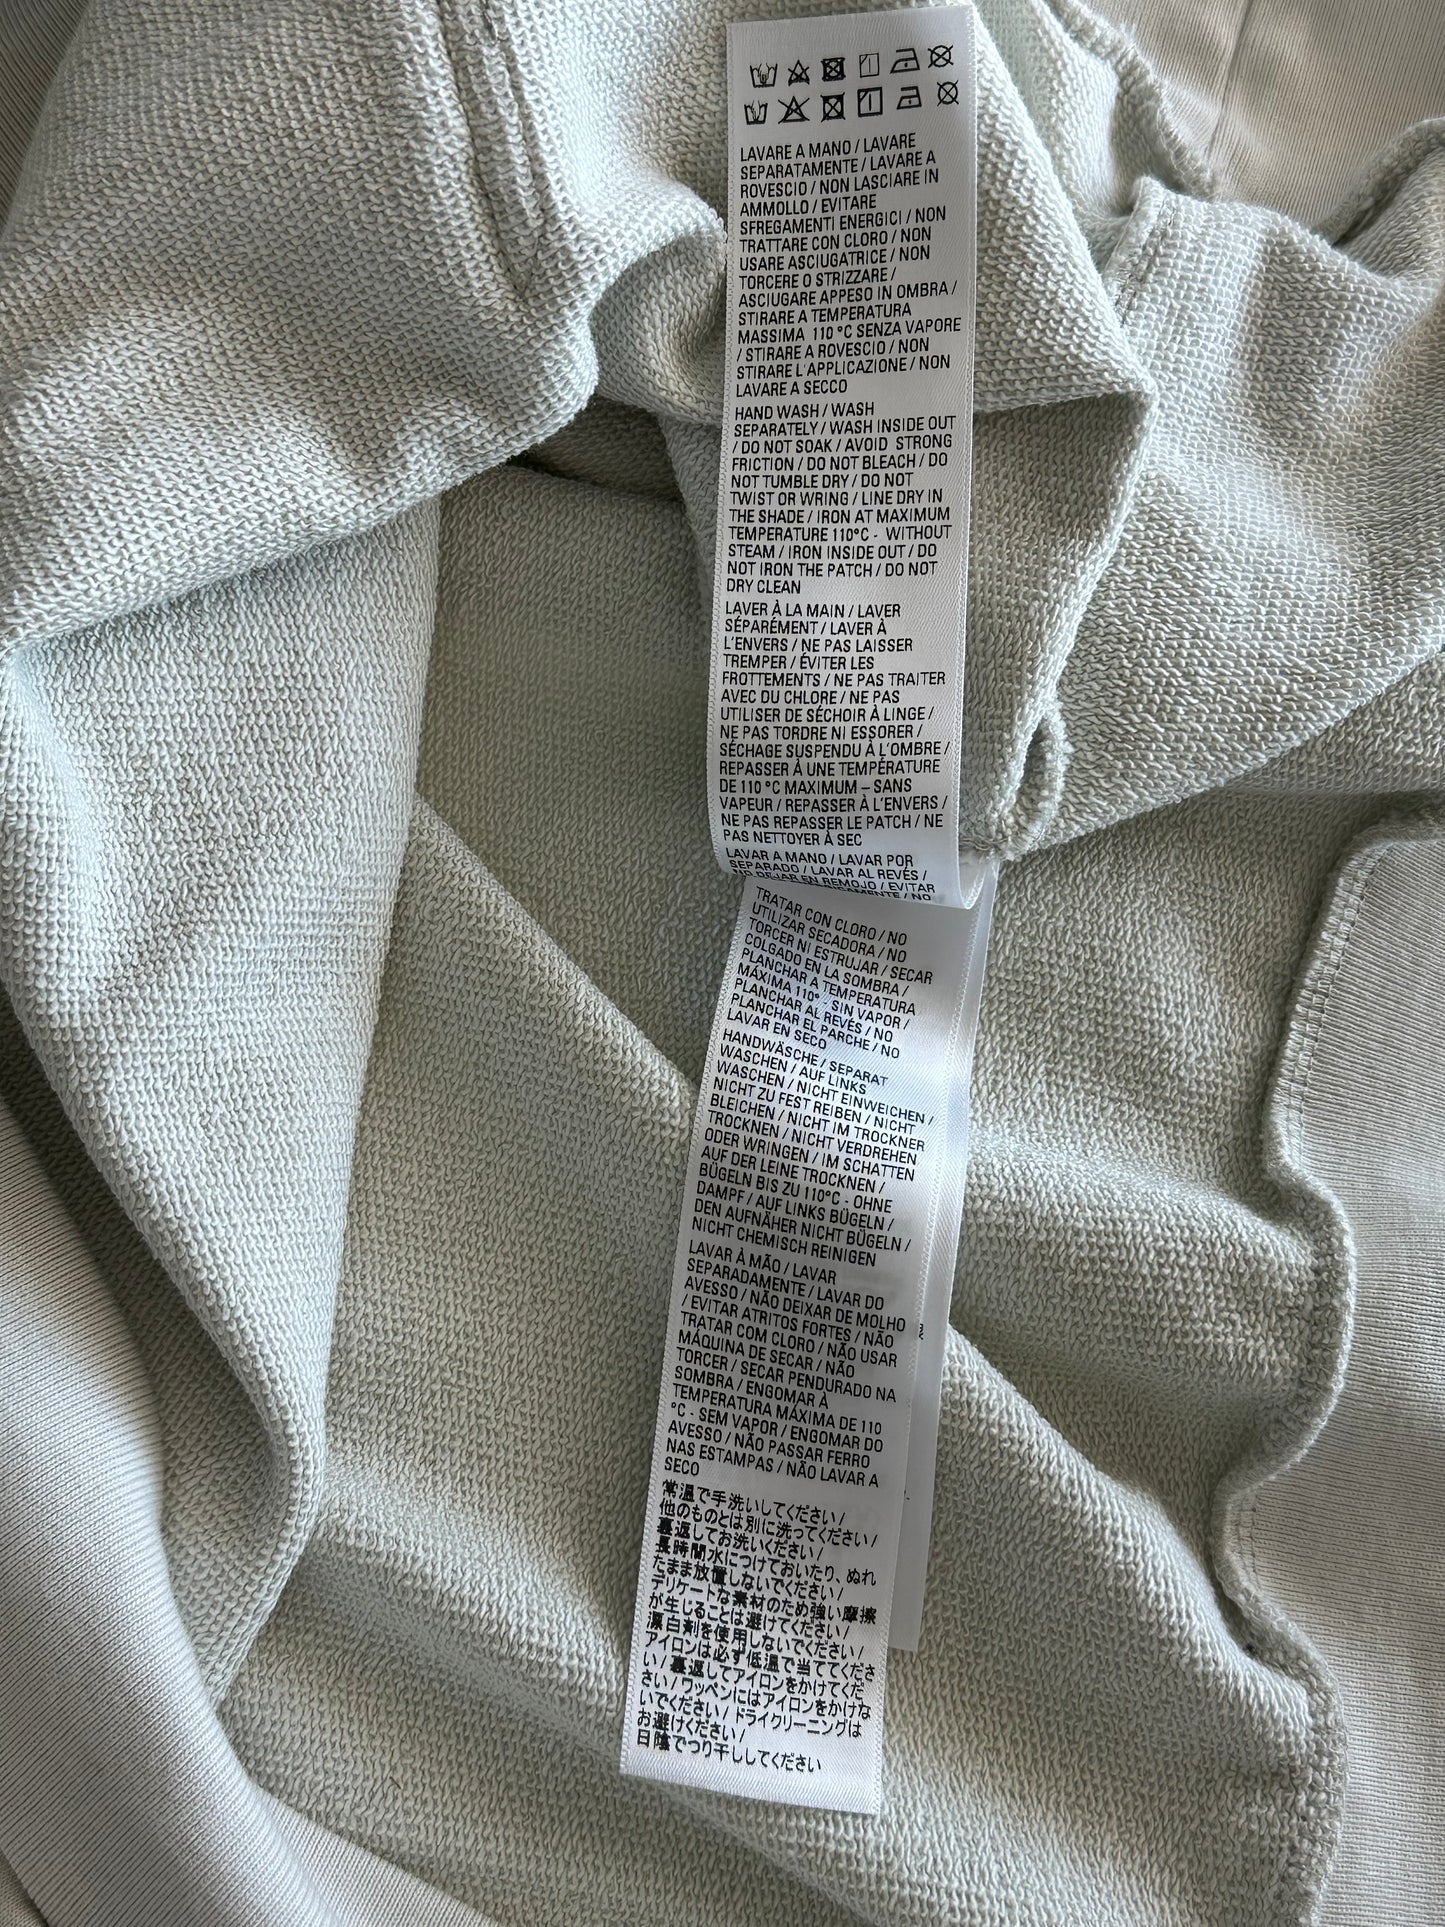 LAVARE A MANO / LAVARE
SEPARATAMENTE / LAVARE A
ROVESCIO / NON LASCIARE IN
AMMOLLO / EVITARE
SFREGAMENTI ENERGICI / NON
TRATTARE CON CLORO / NON
USARE ASCIUGATRICE / NON
TORCERE O STRIZZARE /
ASCIUGARE APPESO IN OMBRA /
STIRARE A TEMPERATURA
MASSIMA 110 °C SENZA VAPORE
/ STIRARE A ROVESCIO / NON
STIRARE L'APPLICAZIONE / NON
LAVARE A SECCO
HAND WASH / WASH
SEPARATELY / WASH INSIDE OUT
/ DO NOT SOAK / AVOID STRONG
FRICTION / DO NOT BLEACH / DO
NOT TUMBLE DRY / DO NOT
TWIST OR WRING / LINE DRY IN
THE SHADE / IRON AT MAXIMUM
TEMPERATURE 110°C - WITHOUT
STEAM / IRON INSIDE OUT / DO
NOT IRON THE PATCH / DO NOT
DRY CLEAN
LAVER À LA MAIN / LAVER
SÉPARÉMENT / LAVER À
L'ENVERS / NE PAS LAISSER
TREMPER / ÉVITER LES
FROTTEMENTS / NE PAS TRAITER
AVEC DU CHLORE / NE PAS
UTILISER DE SÉCHOIR À LINGE /
NE PAS TORDRE NI ESSORER /
SÉCHAGE SUSPENDU À L'OMBRE /
REPASSER À UNE TEMPÉRATURE
DE 110 °C MAXIMUM – SANS
VAPEUR / REPASSER À L'ENVERS /
NE PAS REPASSER LE PATCH / NE
PAS NETTOYER À SEC
LAVAR A MANO / LAVAR POR
SEPARADO / LAVAR AL REVÉS /
NO DEJAR EN REMOJO / EVITAR
/ NO
TRATAR CON CLORO / NO
UTILIZAR SECADORA / NO
TORCER NI ESTRUJAR / SECAR
COLGADO EN LA SOMBRA /
PLANCHAR A TEMPERATURA
MÁXIMA 110° - SIN VAPOR /
PLANCHAR AL REVÉS / NO
PLANCHAR EL PARCHE / NO
LAVAR EN SECO
HANDWÄSCHE / SEPARAT
WASCHEN / AUF LINKS
WASCHEN / NICHT EINWEICHEN /
NICHT ZU FEST REIBEN / NICHT
BLEICHEN / NICHT IM TROCKNER
TROCKNEN / NICHT VERDREHEN
ODER WRINGEN / IM SCHATTEN
AUF DER LEINE TROCKNEN /
BÜGELN BIS ZU 110°C - OHNE
DAMPF / AUF LINKS BÜGELN /
DEN AUFNÄHER NICHT BÜGELN /
NICHT CHEMISCH REINIGEN
LAVAR À MÃO / LAVAR
SEPARADAMENTE / LAVAR DO
AVESSO / NÃO DEIXAR DE MOLHO
/ EVITAR ATRITOS FORTES / NÃO
TRATAR COM CLORO / NÃO USAR
MÁQUINA DE SECAR / NÃO
TORCER / SECAR PENDURADO NA
SOMBRA / ENGOMAR À
TEMPERATURA MÁXIMA DE 110
°C - SEM VAPOR / ENGOMAR DO
AVESSO / NÃO PASSAR FERRO
NAS ESTAMPAS / NÃO LAVAR A
SECO
常温で手洗いしてください /
他のものとは別に洗ってください /
裏返してお洗いください /
長時間水につけておいたり、ぬれ
たまま放置しないでください /
デリケートな素材のため強い摩擦
が生じることは避けてください /
漂白剤を使用しないでください /
アイロンは必ず低温で当ててくださ
い / 裏返してアイロンをかけてくだ
さい / ワッペンにはアイロンをかけな
いでください / ドライクリーニングは
お避けください /
日陰でつり干ししてください